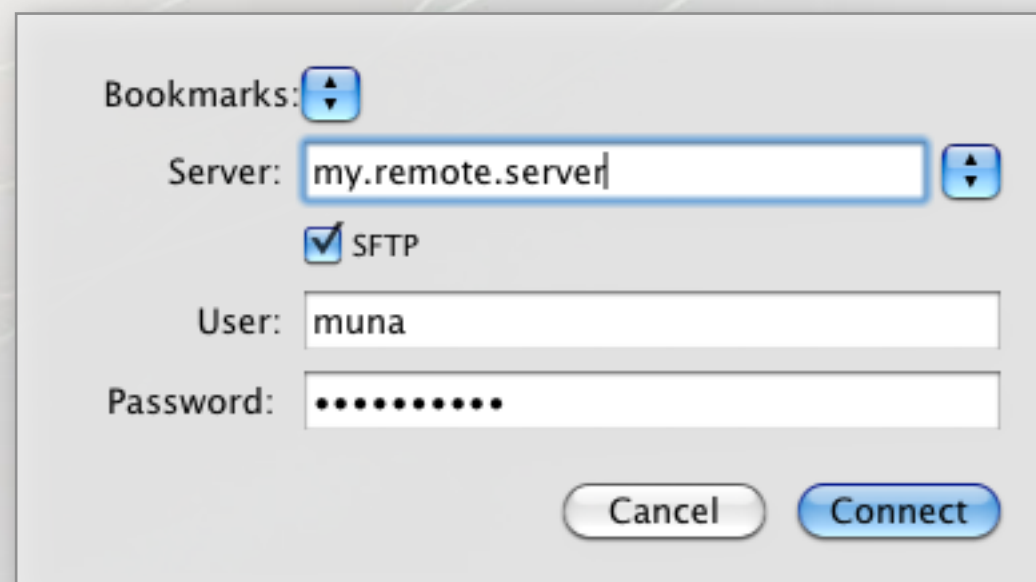 Bookmarks:
Server: my.remote.server
SFTP
User: muna
Password: ••••••••••
Cancel Connect